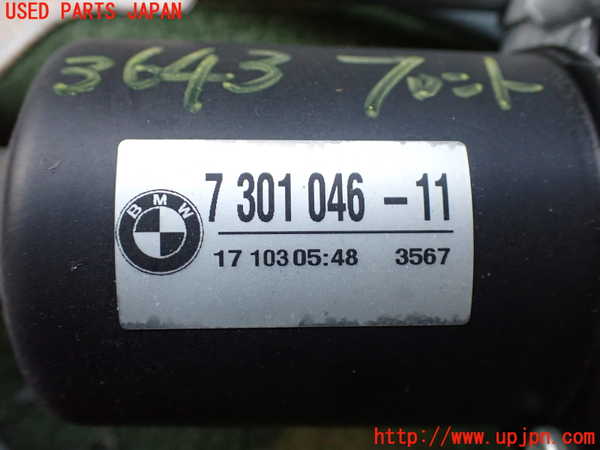 USED PARTS JAPAN
3643 フロント
7 301 046 - 11
BMW
17 103 05:48 3567
http://www.upjpn.com/